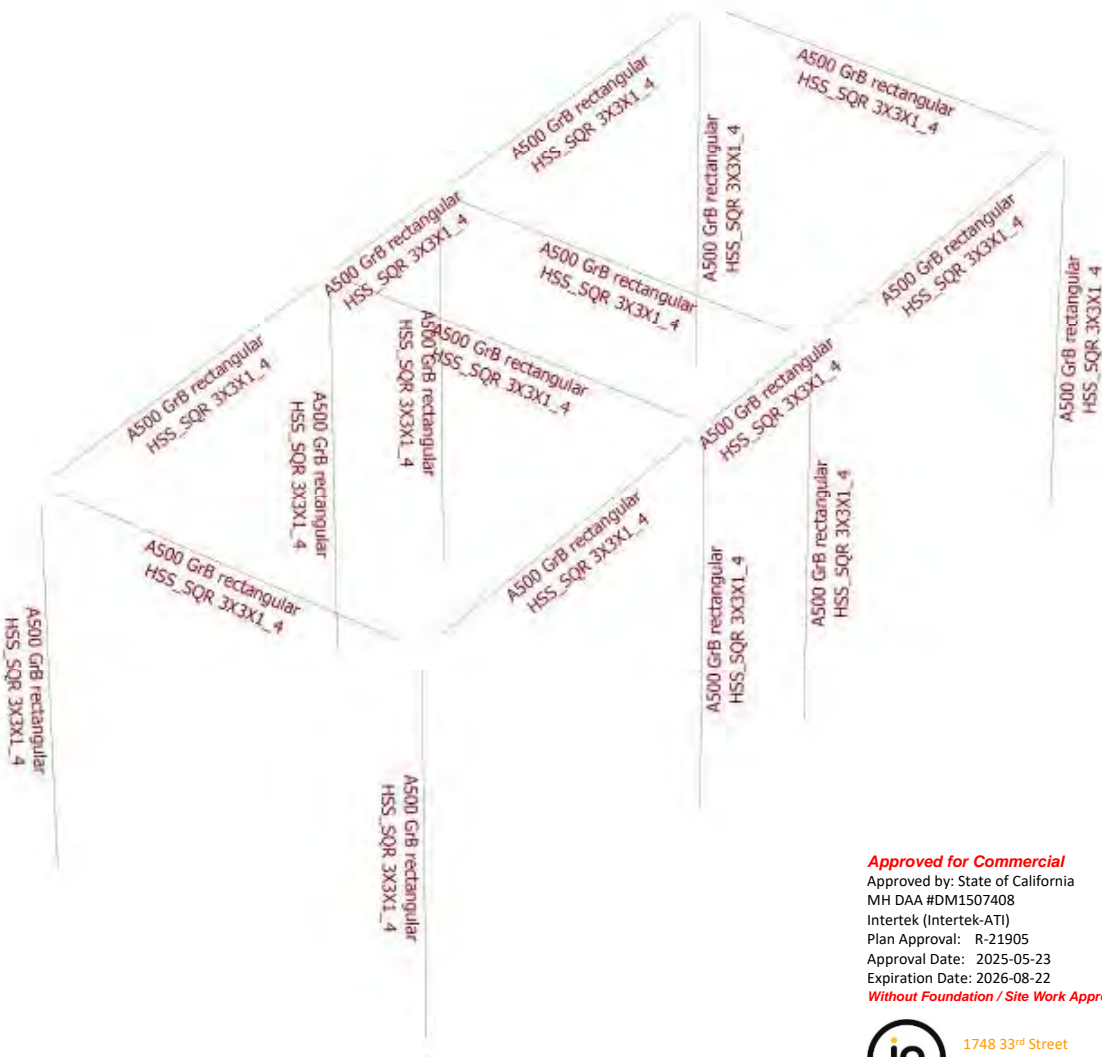 A500 GrB rectangular
HSS_SQR 3X3X1_4
A500 GrB rectangular
HSS_SQR 3X3X1_4
A500 GrB rectangular
HSS_SQR 3X3X1_4
A500 GrB rectangular
HSS_SQR 3X3X1_4
A500 GrB rectangular
HSS_SQR 3X3X1_4
A500 GrB rectangular
HSS_SQR 3X3X1_4
A500 GrB rectangular
HSS_SQR 3X3X1_4
A500 GrB rectangular
HSS_SQR 3X3X1_4
A500 GrB rectangular
HSS_SQR 3X3X1_4
A500 GrB rectangular
HSS_SQR 3X3X1_4
A500 GrB rectangular
HSS_SQR 3X3X1_4
A500 GrB rectangular
HSS_SQR 3X3X1_4
A500 GrB rectangular
HSS_SQR 3X3X1_4
A500 GrB rectangular
HSS_SQR 3X3X1_4
A500 GrB rectangular
HSS_SQR 3X3X1_4
A500 GrB rectangular
HSS_SQR 3X3X1_4
A500 GrB rectangular
HSS_SQR 3X3X1_4
A500 GrB rectangular
HSS_SQR 3X3X1_4
Approved for Commercial
Approved by: State of California
MH DAA #DM1507408
Intertek (Intertek-ATI)
Plan Approval: R-21905
Approval Date: 2025-05-23
Expiration Date: 2026-08-22
Without Foundation / Site Work Appr
1748 33rd Street